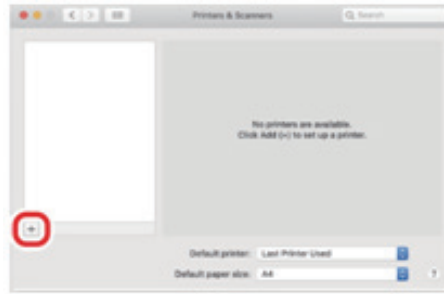 Printers & Scanners
Search
No printers are available.
Click Add (+) to set up a printer.
+
Default printer: Last Printer Used
Default paper size: A4
?